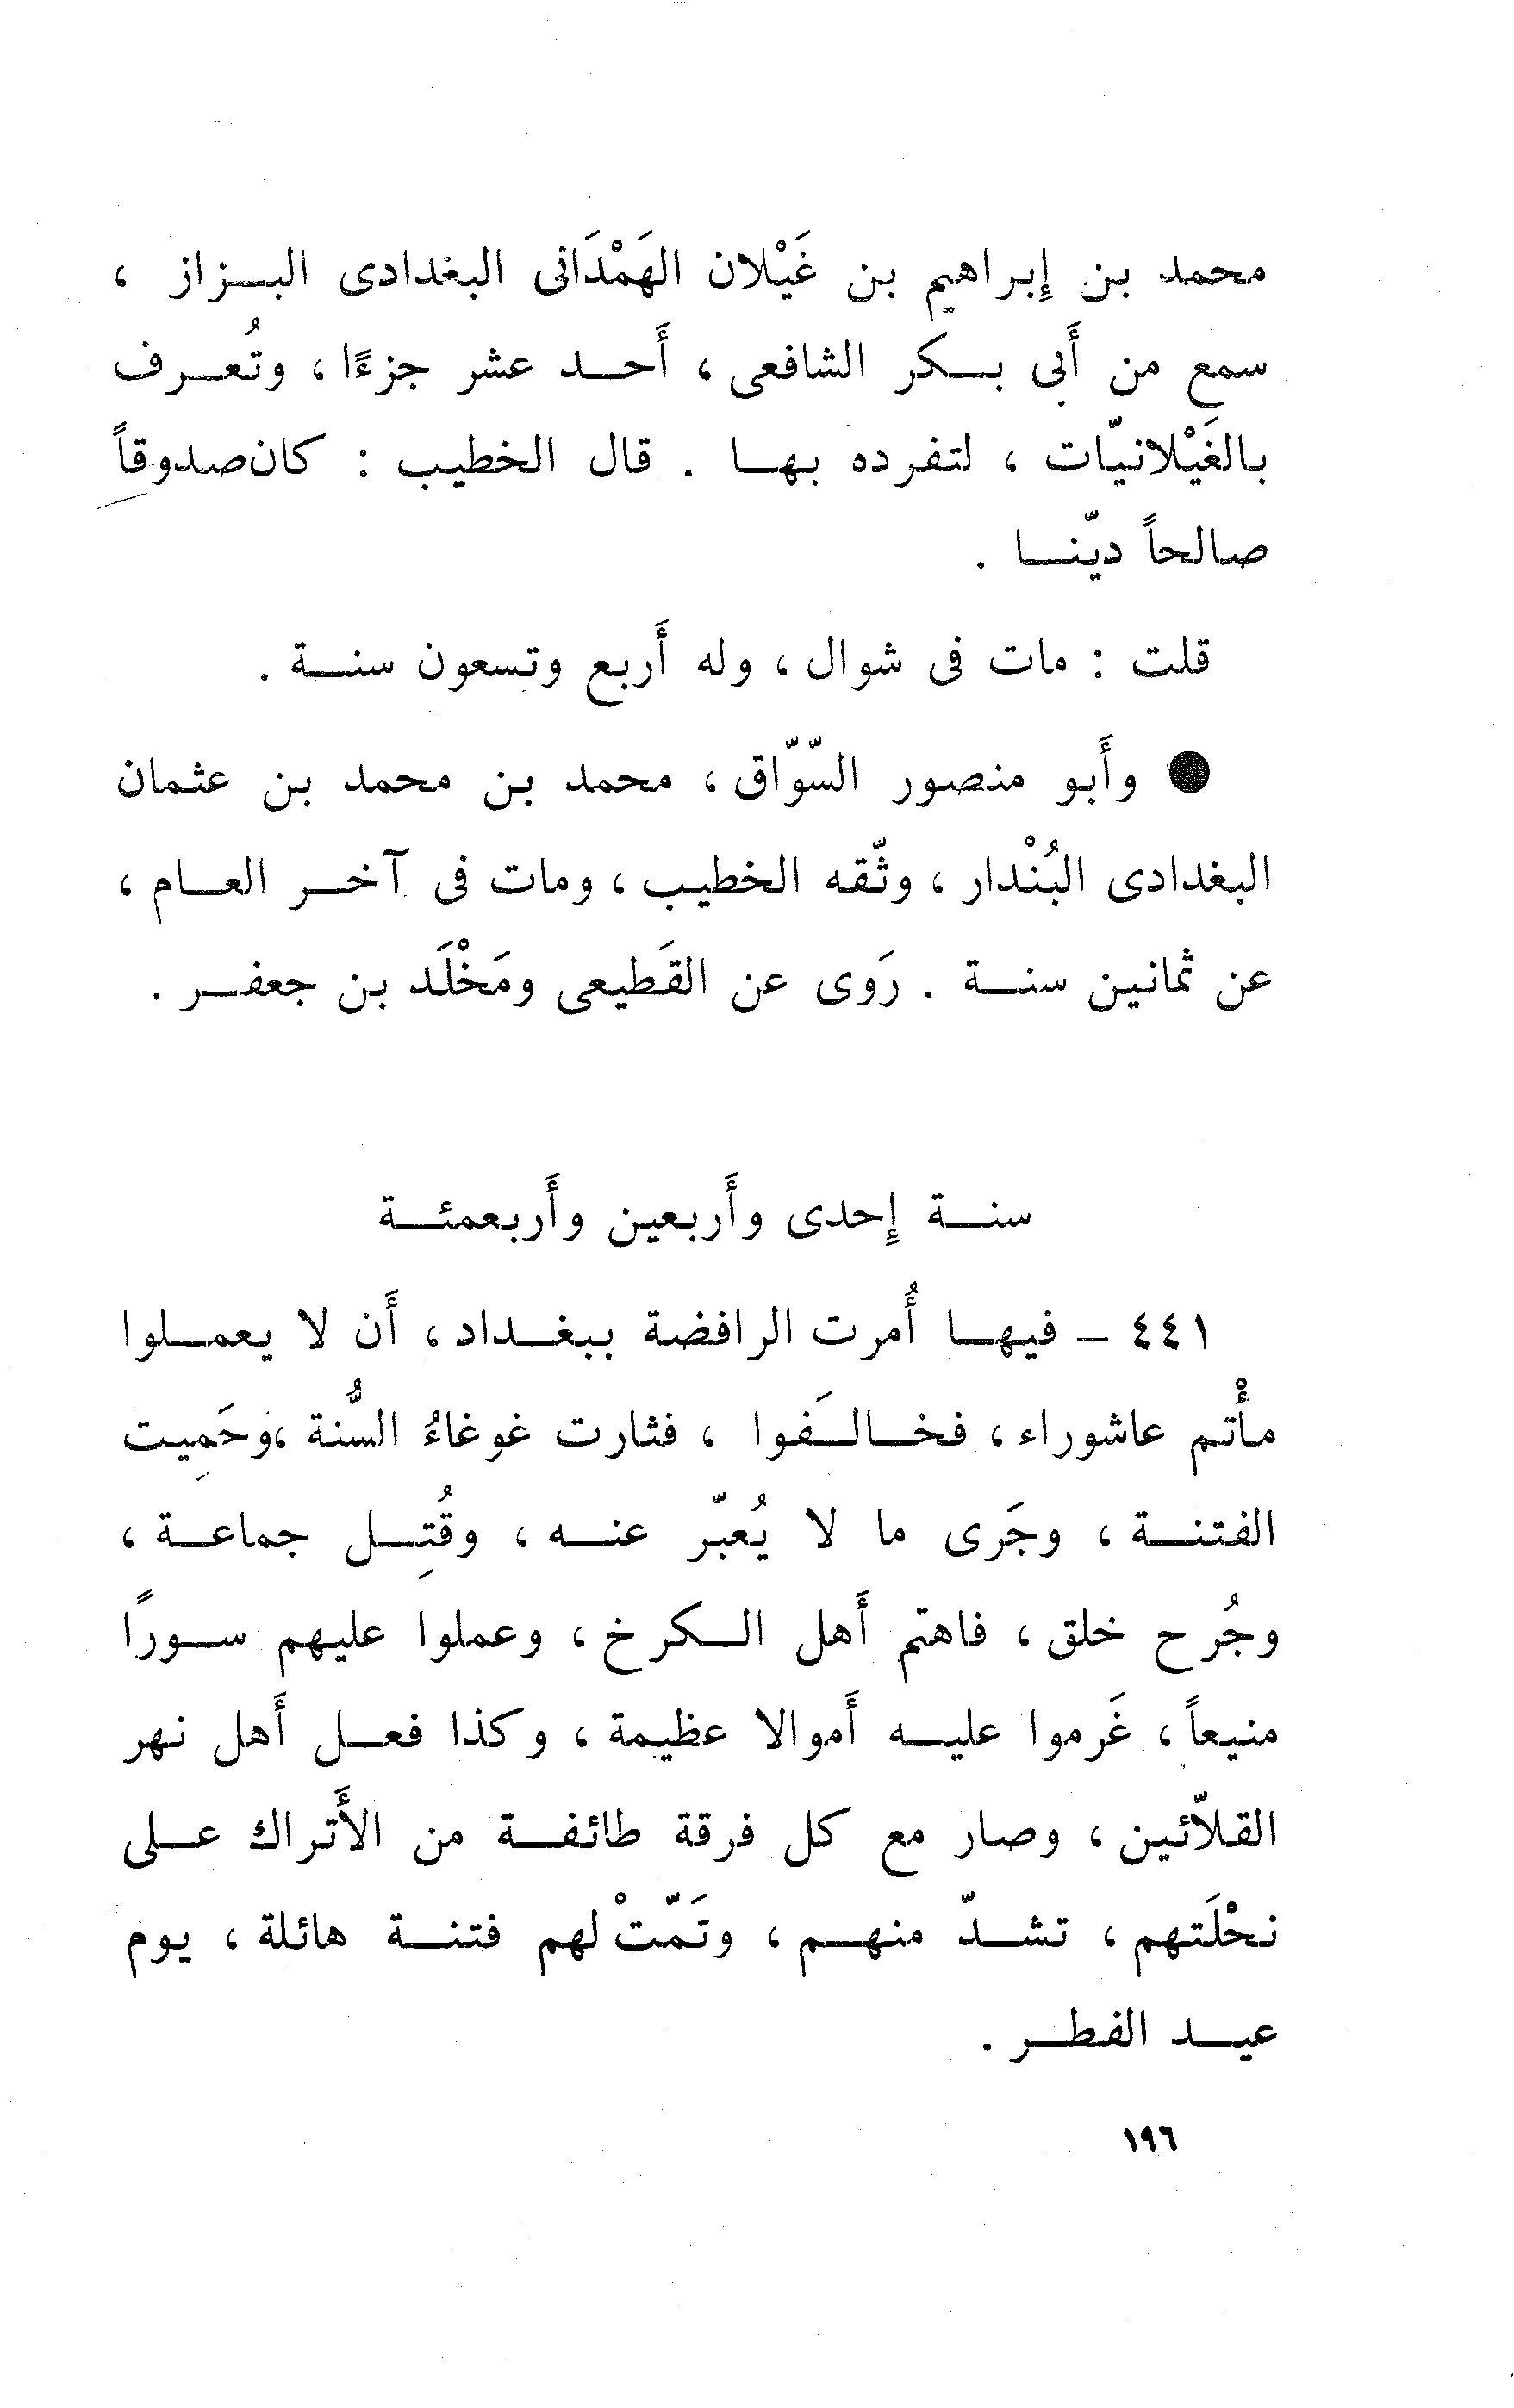 محمد بن إِبراهيم بن غَيْلان الهَمْدَانى البغدادى البزاز ،
سمع من أَبى بكر الشافعى ، أَحد عشر جزءًا ، وتُعرف
بالغَيْلانيّات ، لتفرده بها . قال الخطيب : كان صدوقاً
صالحاً ديّنا .
قلت : مات فى شوال ، وله أَربع وتسعون سنة .
● وأَبو منصور السّوّاق ، محمد بن محمد بن عثمان
البغدادى البُنْدار ، وثّقه الخطيب ، ومات فى آخر العام ،
عن ثمانين سنة . رَوى عن القَطيعى ومَخْلَد بن جعفر .
سنة إِحدى وأَربعين وأَربعمئة
٤٤١ – فيها أُمرت الرافضة ببغداد ، أَن لا يعملوا
مأْتم عاشوراء ، فخالَفوا ، فثارت غوغاءُ السُّنة ، وحَمِيت
الفتنة ، وجَرى ما لا يُعبّر عنه ، وقُتِل جماعة ،
وجُرح خلق ، فاهتم أَهل الكرخ ، وعملوا عليهم سورًا
منيعاً ، غَرموا عليه أَموالا عظيمة ، وكذا فعل أَهل نهر
القلاّئين ، وصار مع كل فرقة طائفة من الأَتراك على
نحْلَتهم ، تشدّ منهم ، وتَمّتْ لهم فتنة هائلة ، يوم
عيد الفطر .
١٩٦